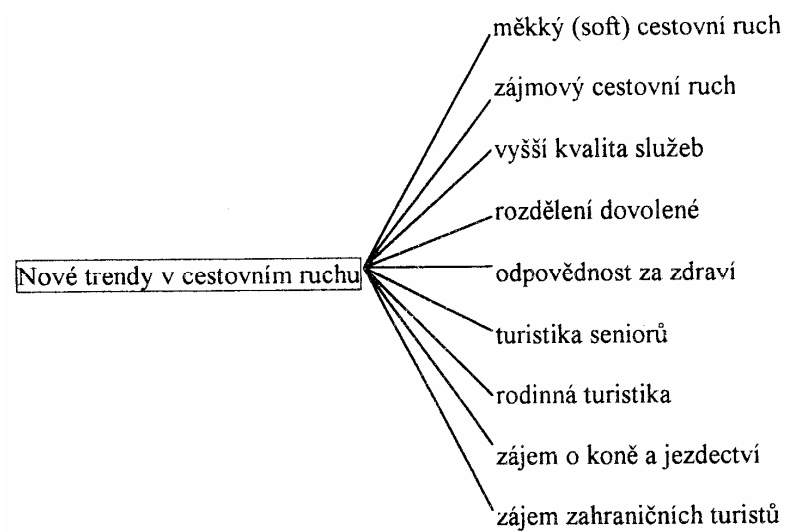 měkký (soft) cestovní ruch
zájmový cestovní ruch
vyšší kvalita služeb
rozdělení dovolené
Nové trendy v cestovním ruchu
odpovědnost za zdraví
turistika seniorů
rodinná turistika
zájem o koně a jezdectví
zájem zahraničních turistů